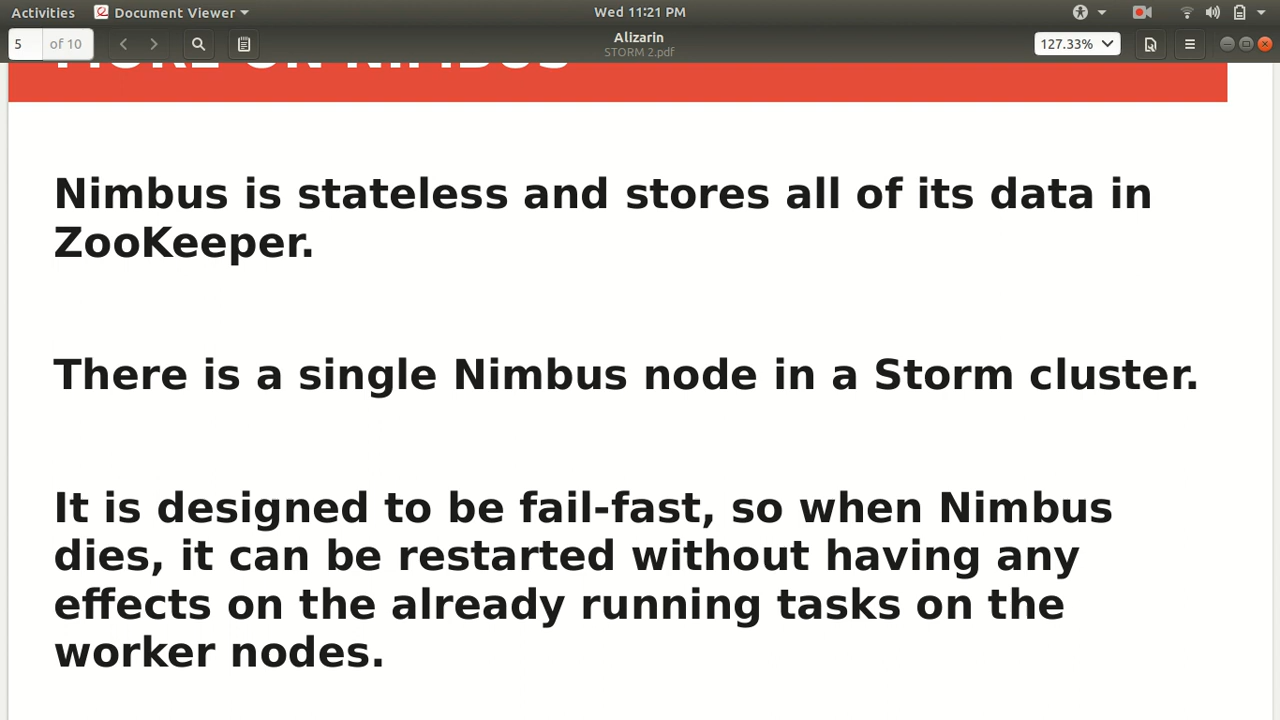 Activities Document Viewer Wed 11:21 PM
5 of 10 Alizarin 127.33%
STORM 2.pdf
MORE ON NIMBUS
Nimbus is stateless and stores all of its data in
ZooKeeper.
There is a single Nimbus node in a Storm cluster.
It is designed to be fail-fast, so when Nimbus
dies, it can be restarted without having any
effects on the already running tasks on the
worker nodes.